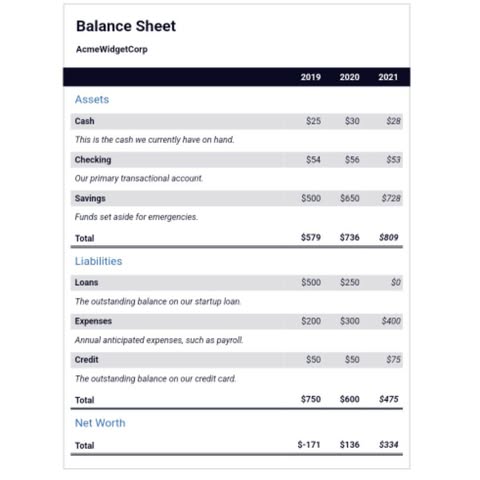 Balance Sheet
AcmeWidgetCorp
2019 2020 2021
Assets
Cash $25 $30 $28
This is the cash we currently have on hand.
Checking $54 $56 $53
Our primary transactional account.
Savings $500 $650 $728
Funds set aside for emergencies.
Total $579 $736 $809
Liabilities
Loans $500 $250 $0
The outstanding balance on our startup loan.
Expenses $200 $300 $400
Annual anticipated expenses, such as payroll.
Credit $50 $50 $75
The outstanding balance on our credit card.
Total $750 $600 $475
Net Worth
Total $-171 $136 $334